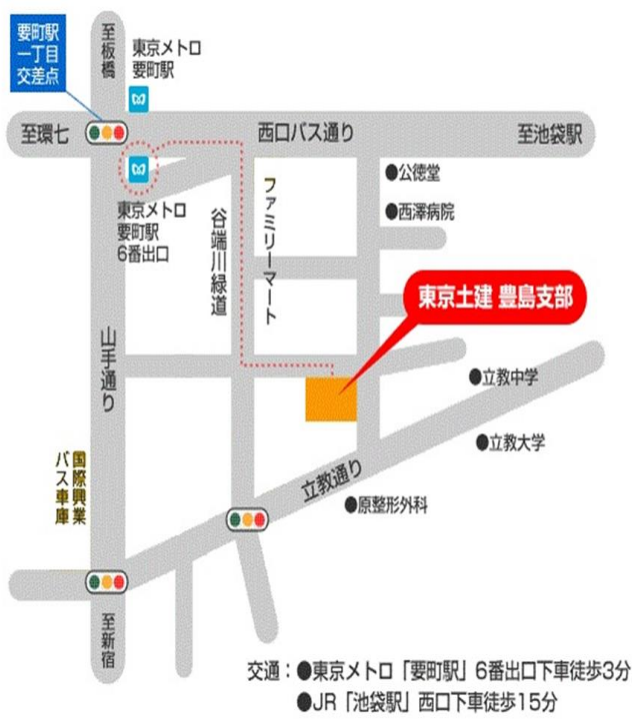 要町駅
一丁目
交差点
至板橋
東京メトロ
要町駅
至環七
西口バス通り
至池袋駅
●公徳堂
●西澤病院
東京メトロ
要町駅
6番出口
谷端川緑道
ファミリーマート
東京土建 豊島支部
山手通り
●立教中学
●立教大学
立教通り
国際興業
バス車庫
●原整形外科
至新宿
交通：●東京メトロ「要町駅」6番出口下車徒歩3分
●JR「池袋駅」西口下車徒歩15分